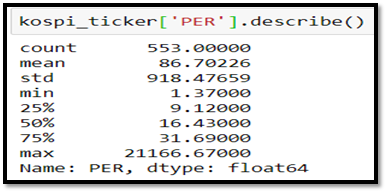 kospi_ticker['PER'].describe()
count 553.00000
mean 86.70226
std 918.47659
min 1.37000
25% 9.12000
50% 16.43000
75% 31.69000
max 21166.67000
Name: PER, dtype: float64